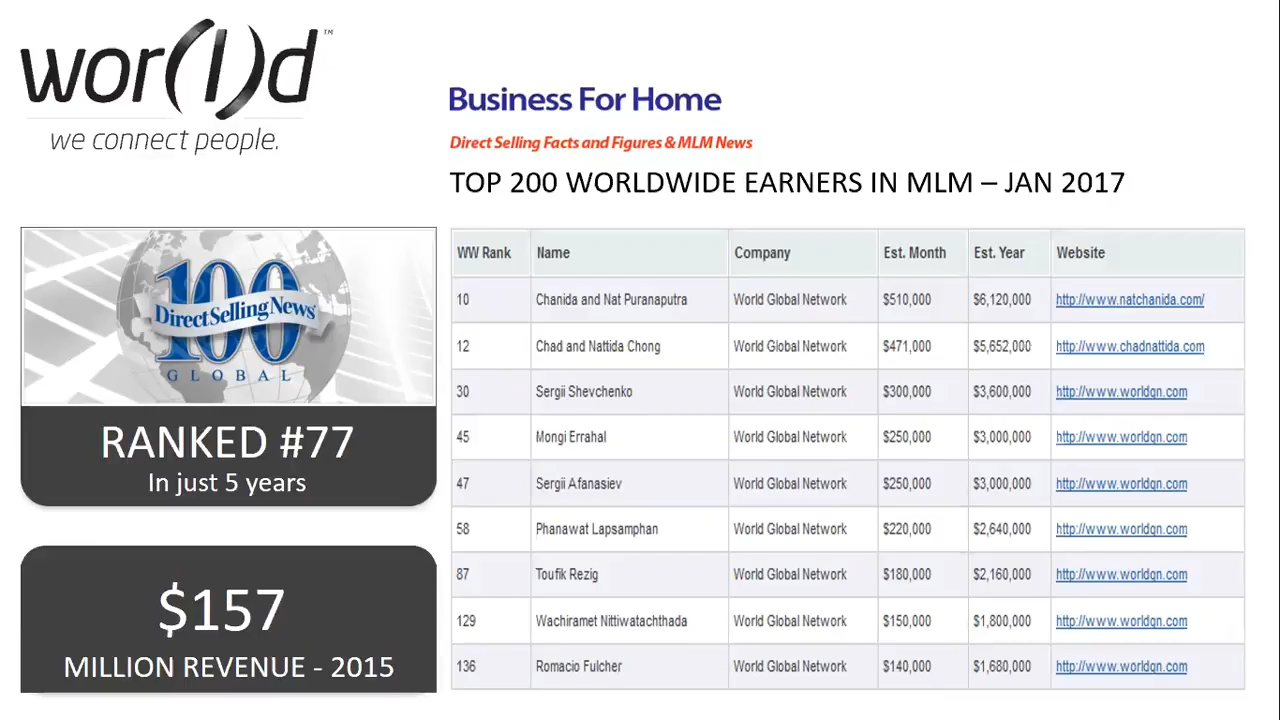 wor(l)d™
we connect people.
Business For Home
Direct Selling Facts and Figures & MLM News
TOP 200 WORLDWIDE EARNERS IN MLM – JAN 2017
100
DirectSellingNews
GLOBAL
RANKED #77
In just 5 years
$157
MILLION REVENUE - 2015
WW Rank Name Company Est. Month Est. Year Website
10 Chanida and Nat Puranaputra World Global Network $510,000 $6,120,000 http://www.natchanida.com/
12 Chad and Nattida Chong World Global Network $471,000 $5,652,000 http://www.chadnattida.com
30 Sergii Shevchenko World Global Network $300,000 $3,600,000 http://www.worldgn.com
45 Mongi Errahal World Global Network $250,000 $3,000,000 http://www.worldgn.com
47 Sergii Afanasiev World Global Network $250,000 $3,000,000 http://www.worldgn.com
58 Phanawat Lapsamphan World Global Network $220,000 $2,640,000 http://www.worldgn.com
87 Toufik Rezig World Global Network $180,000 $2,160,000 http://www.worldgn.com
129 Wachiramet Nittiwatachthada World Global Network $150,000 $1,800,000 http://www.worldgn.com
136 Romacio Fulcher World Global Network $140,000 $1,680,000 http://www.worldgn.com